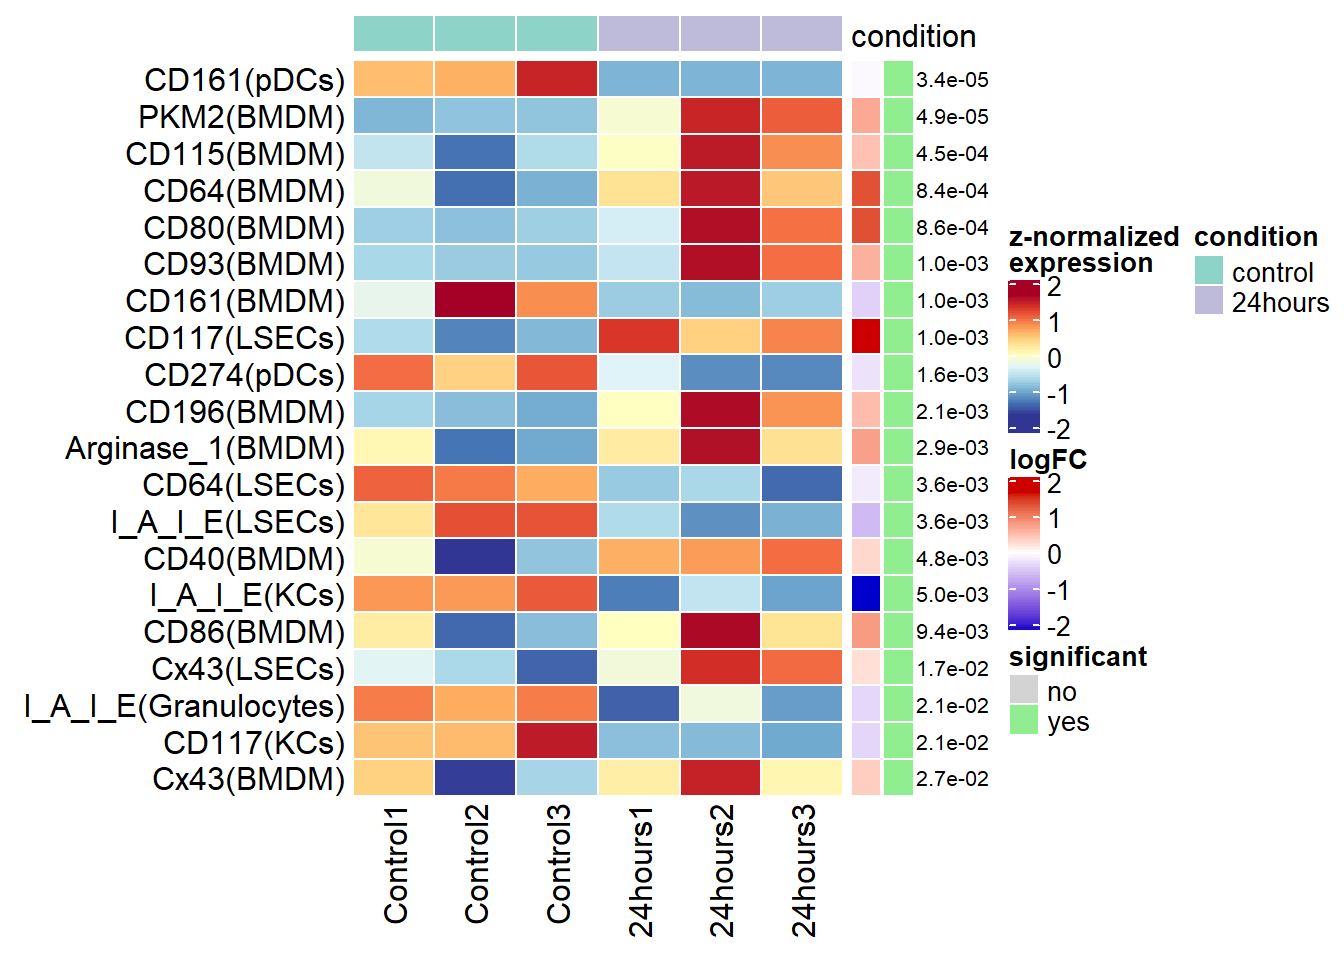 condition
CD161(pDCs) 3.4e-05
PKM2(BMDM) 4.9e-05
CD115(BMDM) 4.5e-04
CD64(BMDM) 8.4e-04
CD80(BMDM) 8.6e-04
CD93(BMDM) 1.0e-03
CD161(BMDM) 1.0e-03
CD117(LSECs) 1.0e-03
CD274(pDCs) 1.6e-03
CD196(BMDM) 2.1e-03
Arginase_1(BMDM) 2.9e-03
CD64(LSECs) 3.6e-03
I_A_I_E(LSECs) 3.6e-03
CD40(BMDM) 4.8e-03
I_A_I_E(KCs) 5.0e-03
CD86(BMDM) 9.4e-03
Cx43(LSECs) 1.7e-02
I_A_I_E(Granulocytes) 2.1e-02
CD117(KCs) 2.1e-02
Cx43(BMDM) 2.7e-02
Control1
Control2
Control3
24hours1
24hours2
24hours3
z-normalized
expression
2
1
0
-1
-2
logFC
2
1
0
-1
-2
significant
no
yes
condition
control
24hours